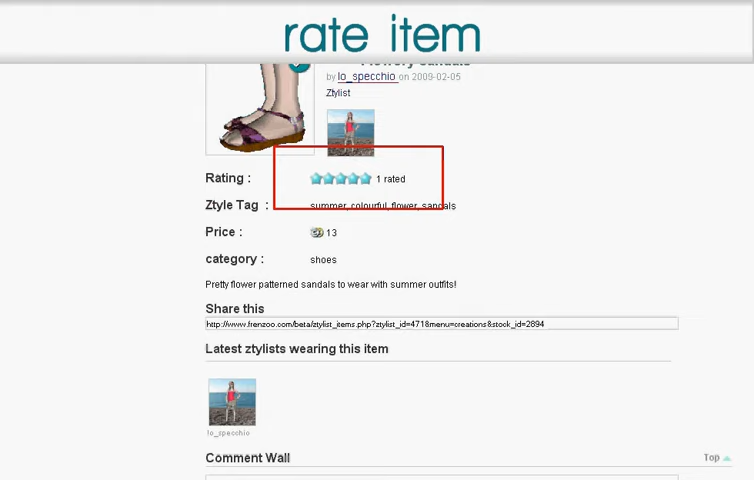 rate item
Flowery sandals
by lo_specchio on 2009-02-05
Ztylist
Rating : 1 rated
Ztyle Tag : summer, colourful, flower, sandals
Price : 13
category : shoes
Pretty flower patterned sandals to wear with summer outfits!
Share this
http://www.frenzoo.com/beta/ztylist_items.php?ztylist_id=471&menu=creations&stock_id=2894
Latest ztylists wearing this item
lo_specchio
Comment Wall
Top